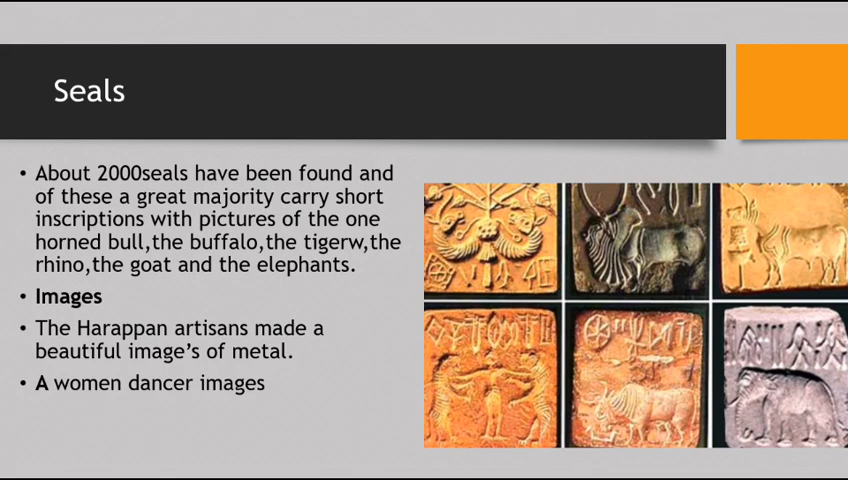 Seals
• About 2000seals have been found and
of these a great majority carry short
inscriptions with pictures of the one
horned bull,the buffalo,the tigerw,the
rhino,the goat and the elephants.
• Images
• The Harappan artisans made a
beautiful image’s of metal.
• A women dancer images